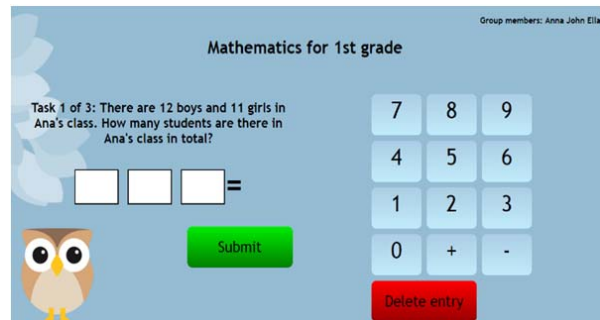 Group members: Anna John Ella
Mathematics for 1st grade
Task 1 of 3: There are 12 boys and 11 girls in
Ana's class. How many students are there in
Ana's class in total?
=
Submit
7 8 9
4 5 6
1 2 3
0 + -
Delete entry